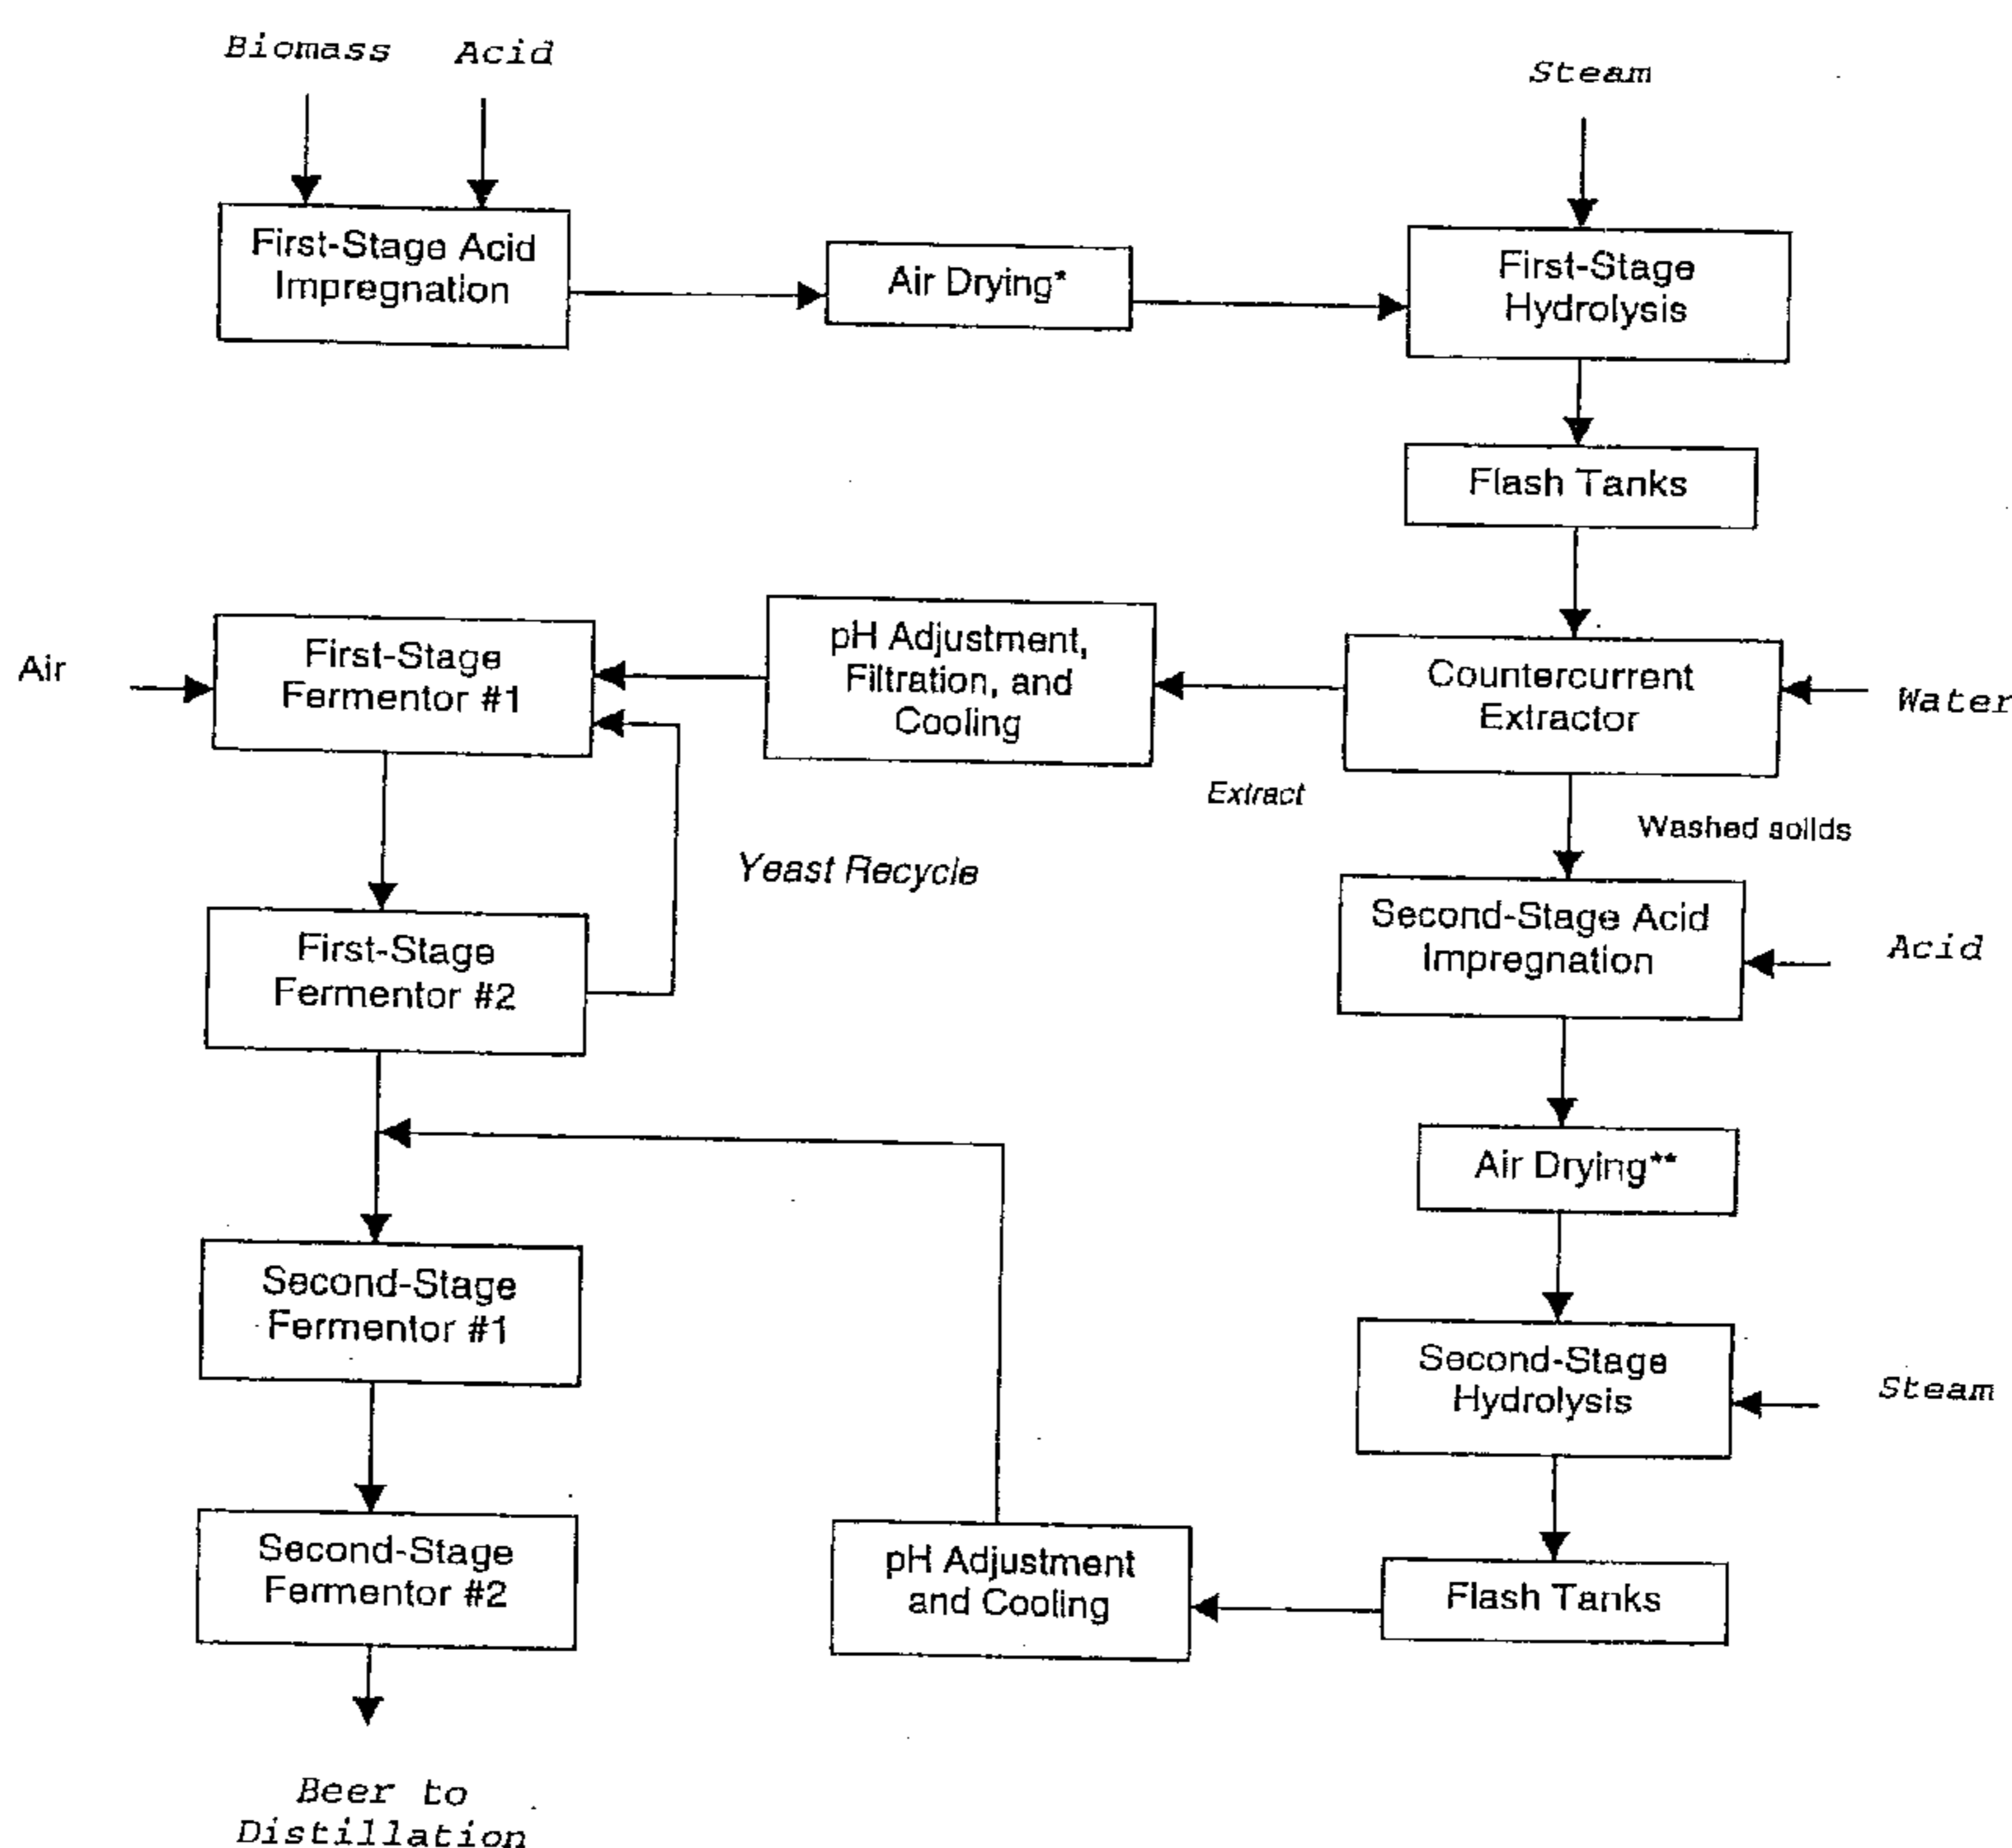 Biomass
Acid
Steam
First-Stage Acid
Impregnation
Air Drying*
First-Stage
Hydrolysis
Flash Tanks
Air
First-Stage
Fermentor #1
pH Adjustment,
Filtration, and
Cooling
Countercurrent
Extractor
Water
Extract
Washed solids
Yeast Recycle
First-Stage
Fermentor #2
Second-Stage Acid
Impregnation
Acid
Air Drying**
Second-Stage
Fermentor #1
Second-Stage
Hydrolysis
Steam
Second-Stage
Fermentor #2
pH Adjustment
and Cooling
Flash Tanks
Beer to
Distillation